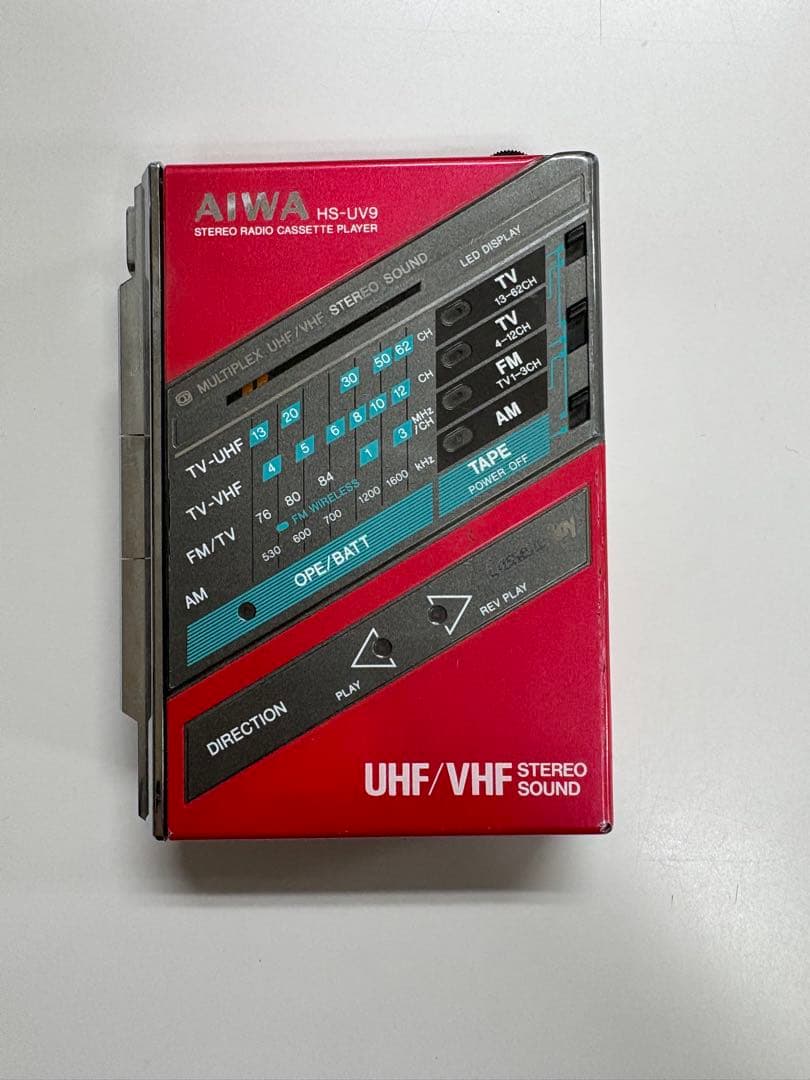 AIWA HS-UV9
STEREO RADIO CASSETTE PLAYER
LED DISPLAY
MULTIPLEX UHF/VHF STEREO SOUND
TV
13-62CH
TV
4-12CH
FM
TV1-3CH
AM
TAPE
POWER OFF
TV-UHF 13 20 30 50 62 CH
TV-VHF 4 5 6 8 10 12 CH
FM/TV 76 80 84 1 3 MHz/CH
FM WIRELESS
AM 530 600 700 1200 1600 kHz
OPE/BATT
Boy
DIRECTION
PLAY
REV PLAY
UHF/VHF STEREO
SOUND